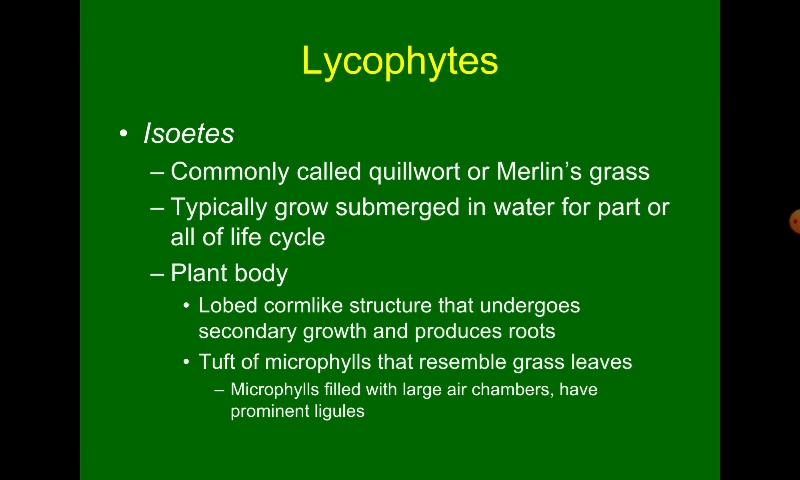 Lycophytes
• Isoetes
– Commonly called quillwort or Merlin’s grass
– Typically grow submerged in water for part or
all of life cycle
– Plant body
• Lobed cormlike structure that undergoes
secondary growth and produces roots
• Tuft of microphylls that resemble grass leaves
– Microphylls filled with large air chambers, have
prominent ligules